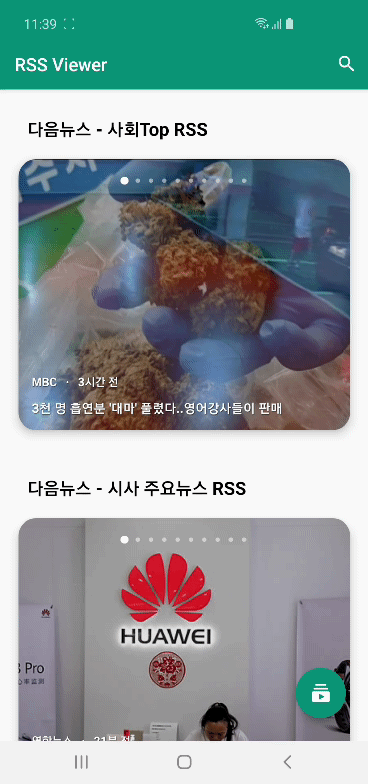 11:39
RSS Viewer
다음뉴스 - 사회Top RSS
MBC · 3시간 전
3천 명 흡연분 '대마' 풀렸다..영어강사들이 판매
다음뉴스 - 시사 주요뉴스 RSS
HUAWEI
Pro
연합뉴스 · 21분 전